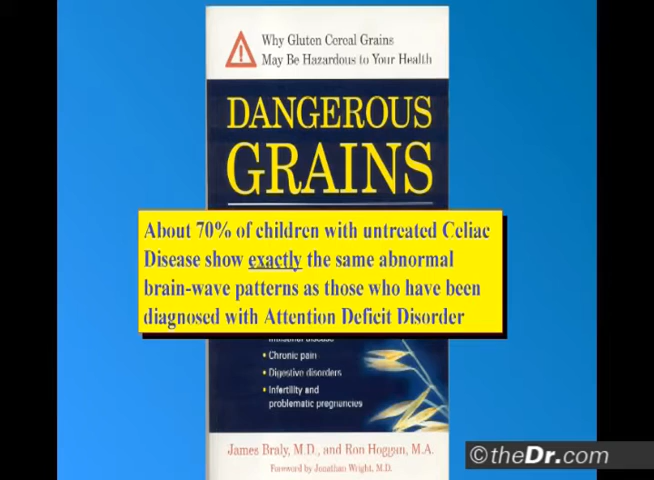 Why Gluten Cereal Grains
May Be Hazardous to Your Health
DANGEROUS
GRAINS
About 70% of children with untreated Celiac
Disease show exactly the same abnormal
brain-wave patterns as those who have been
diagnosed with Attention Deficit Disorder
• Chronic pain
• Digestive disorders
• Infertility and
problematic pregnancies
James Braly, M.D., and Ron Hoggan, M.A.
Foreword by Jonathan Wright, M.D.
©theDr.com